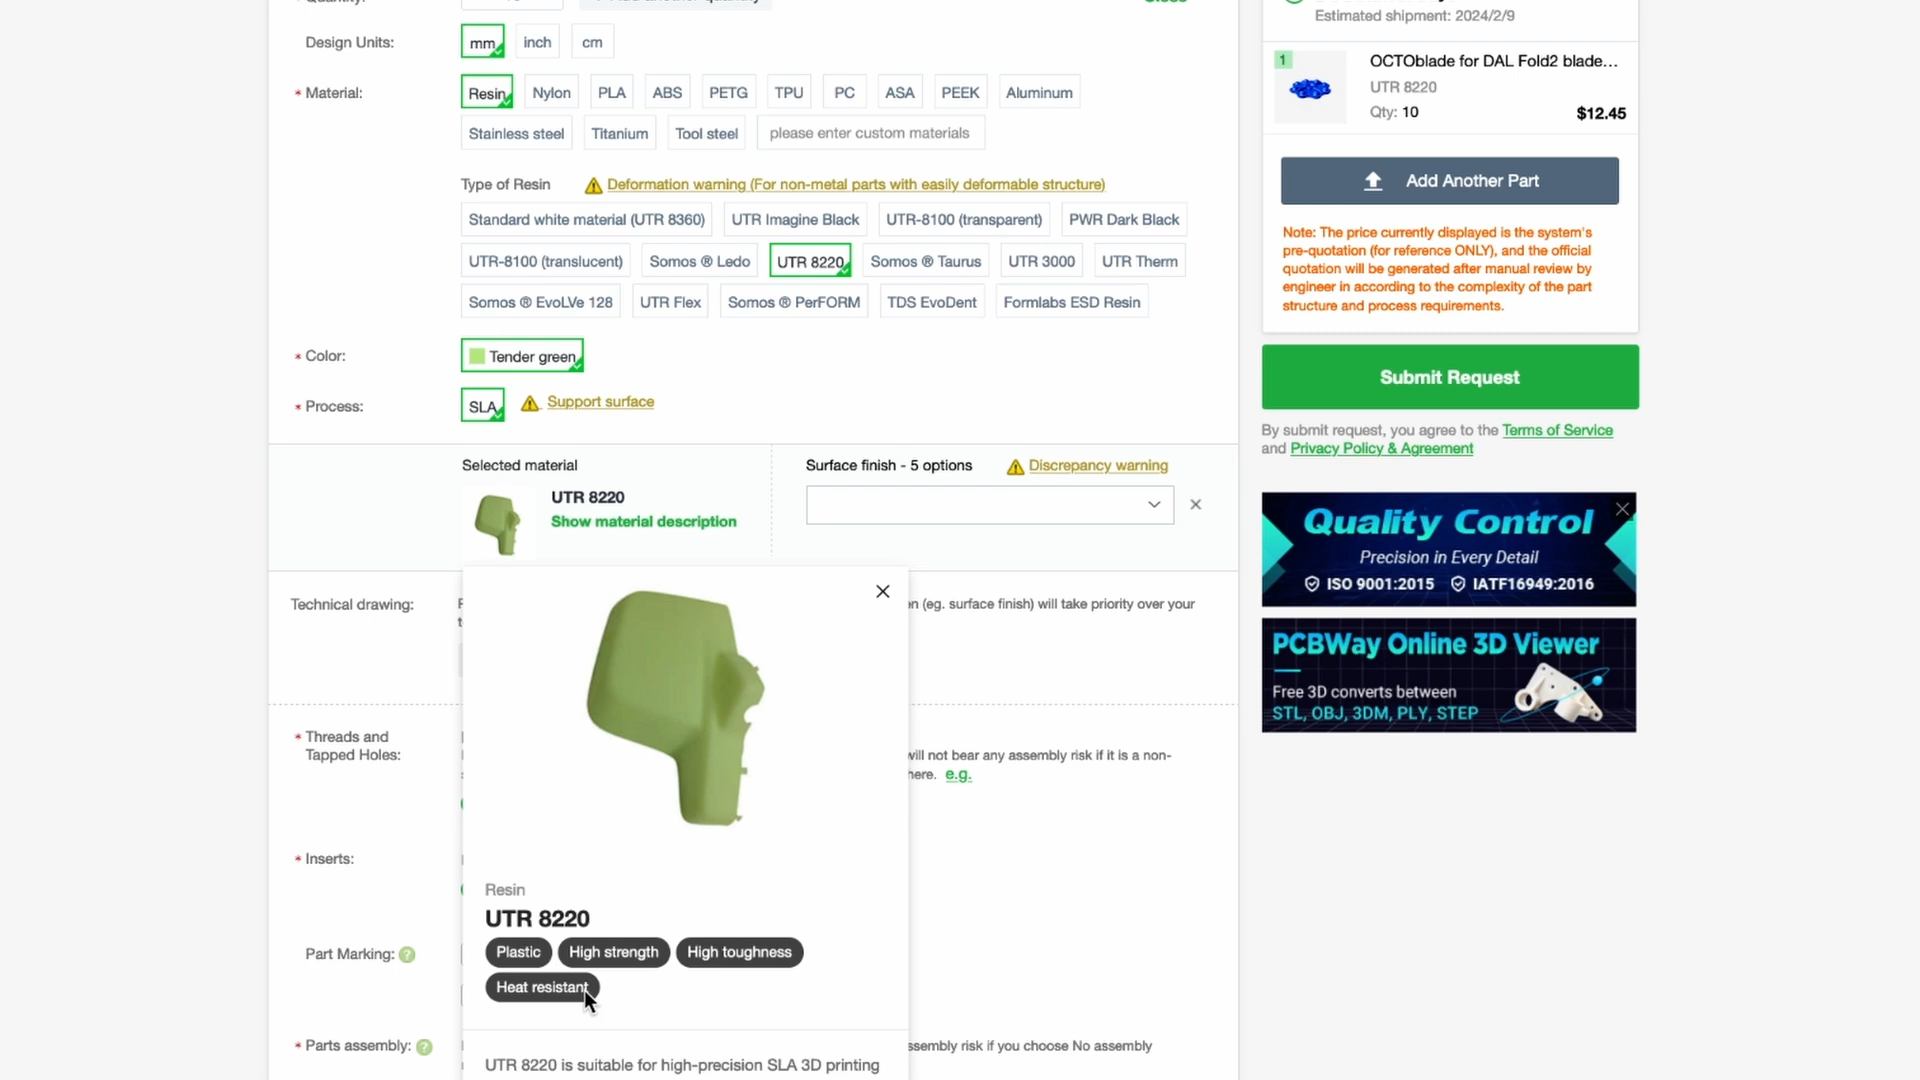 Design Units:
mm
inch
cm
* Material:
Resin
Nylon
PLA
ABS
PETG
TPU
PC
ASA
PEEK
Aluminum
Stainless steel
Titanium
Tool steel
please enter custom materials
Type of Resin
Deformation warning (For non-metal parts with easily deformable structure)
Standard white material (UTR 8360)
UTR Imagine Black
UTR-8100 (transparent)
PWR Dark Black
UTR-8100 (translucent)
Somos ® Ledo
UTR 8220
Somos ® Taurus
UTR 3000
UTR Therm
Somos ® EvoLVe 128
UTR Flex
Somos ® PerFORM
TDS EvoDent
Formlabs ESD Resin
* Color:
Tender green
* Process:
SLA
Support surface
Selected material
UTR 8220
Show material description
Surface finish - 5 options
Discrepancy warning
Technical drawing:
(eg. surface finish) will take priority over your
* Threads and
Tapped Holes:
will not bear any assembly risk if it is a non-
here. e.g.
* Inserts:
Part Marking: ?
* Parts assembly: ?
risk if you choose No assembly
Resin
UTR 8220
Plastic
High strength
High toughness
Heat resistant
UTR 8220 is suitable for high-precision SLA 3D printing
Estimated shipment: 2024/2/9
1
OCTOblade for DAL Fold2 blade...
UTR 8220
Qty: 10
$12.45
Add Another Part
Note: The price currently displayed is the system's
pre-quotation (for reference ONLY), and the official
quotation will be generated after manual review by
engineer in according to the complexity of the part
structure and process requirements.
Submit Request
By submit request, you agree to the Terms of Service
and Privacy Policy & Agreement
Quality Control
Precision in Every Detail
ISO 9001:2015
IATF16949:2016
PCBWay Online 3D Viewer
Free 3D converts between
STL, OBJ, 3DM, PLY, STEP